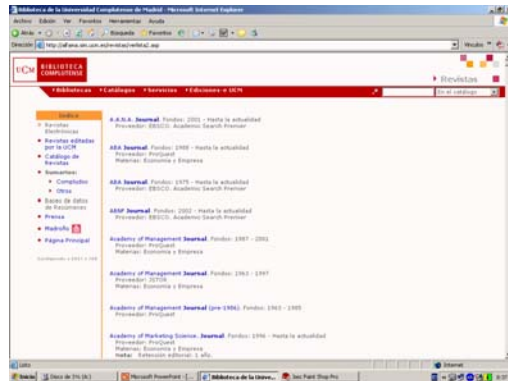 Biblioteca de la Universidad Complutense de Madrid - Microsoft Internet Explorer
Archivo Edición Ver Favoritos Herramientas Ayuda
Atrás Búsqueda Favoritos
Dirección Vínculos
UCM BIBLIOTECA COMPLUTENSE
Revistas
Bibliotecas Catálogos Servicios Ediciones-e UCM
En el catálogo
Índice
Revistas Electrónicas
Revistas editadas por la UCM
Catálogo de Revistas
Sumarios:
Compludoc
Otros
Bases de datos de Resúmenes
Prensa
Madroño
Página Principal
A.A.N.A. Journal. Fondos: 2001 - Hasta la actualidad
Proveedor: EBSCO. Academic Search Premier
ABA Journal. Fondos: 1988 - Hasta la actualidad
Proveedor: ProQuest
Materias: Economía y Empresa
ABA Journal. Fondos: 1975 - Hasta la actualidad
Proveedor: EBSCO. Academic Search Premier
ABNF Journal. Fondos: 2002 - Hasta la actualidad
Proveedor: EBSCO. Academic Search Premier
Academy of Management Journal. Fondos: 1987 - 2001
Proveedor: ProQuest
Materias: Economía y Empresa
Academy of Management Journal. Fondos: 1963 - 1997
Proveedor: JSTOR
Materias: Economía y Empresa
Academy of Management Journal (pre-1986). Fondos: 1963 - 1985
Proveedor: ProQuest
Academy of Marketing Science. Journal. Fondos: 1996 - Hasta la actualidad
Proveedor: ProQuest
Materias: Economía y Empresa
Nota: Extensión editorial: 1 año.
Listo
Internet
Inicio Microsoft PowerPoint - [... Biblioteca de la Unive... Jasc Paint Shop Pro